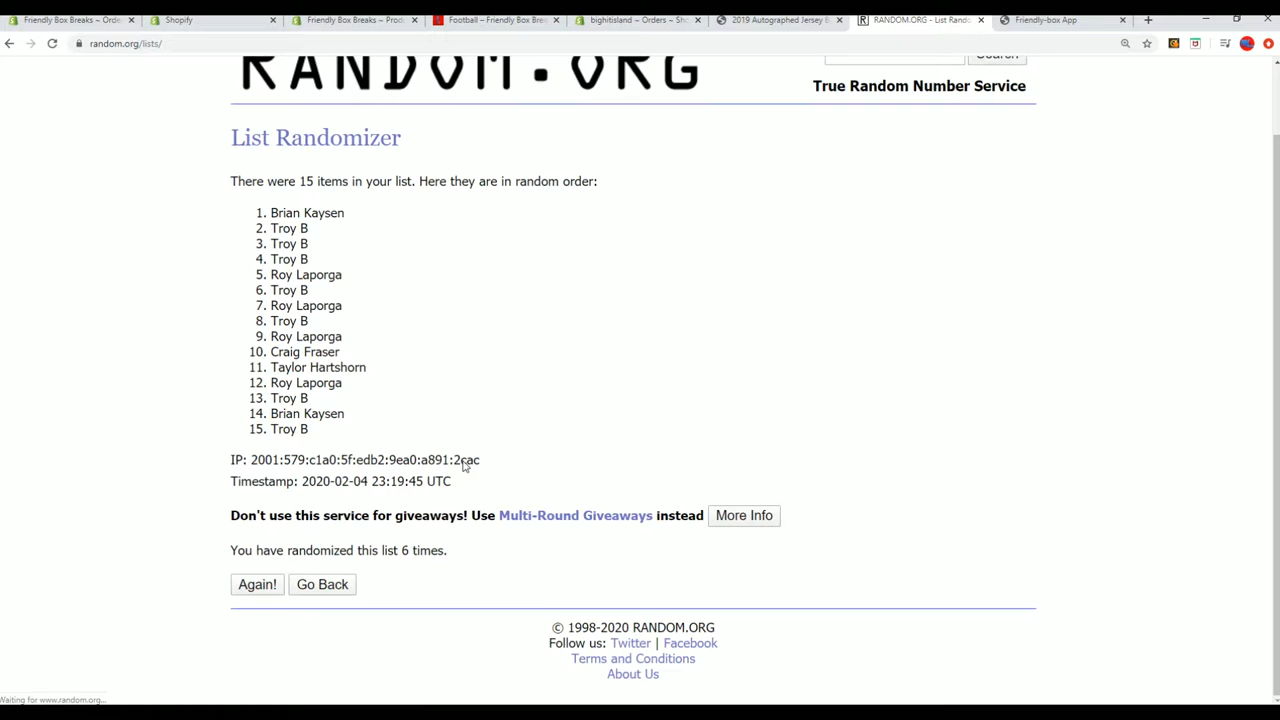 Friendly Box Breaks ~ Orde
Shopify
Friendly Box Breaks ~ Prod
Football – Friendly Box Break
bighitisland ~ Orders ~ Sho
2019 Autographed Jersey B
RANDOM.ORG - List Rando
Friendly-box App
random.org/lists/
RANDOM.ORG
Search
True Random Number Service
List Randomizer
There were 15 items in your list. Here they are in random order:
1. Brian Kaysen
2. Troy B
3. Troy B
4. Troy B
5. Roy Laporga
6. Troy B
7. Roy Laporga
8. Troy B
9. Roy Laporga
10. Craig Fraser
11. Taylor Hartshorn
12. Roy Laporga
13. Troy B
14. Brian Kaysen
15. Troy B
IP: 2001:579:c1a0:5f:edb2:9ea0:a891:2cac
Timestamp: 2020-02-04 23:19:45 UTC
Don't use this service for giveaways! Use Multi-Round Giveaways instead More Info
You have randomized this list 6 times.
Again! Go Back
© 1998-2020 RANDOM.ORG
Follow us: Twitter | Facebook
Terms and Conditions
About Us
Waiting for www.random.org...